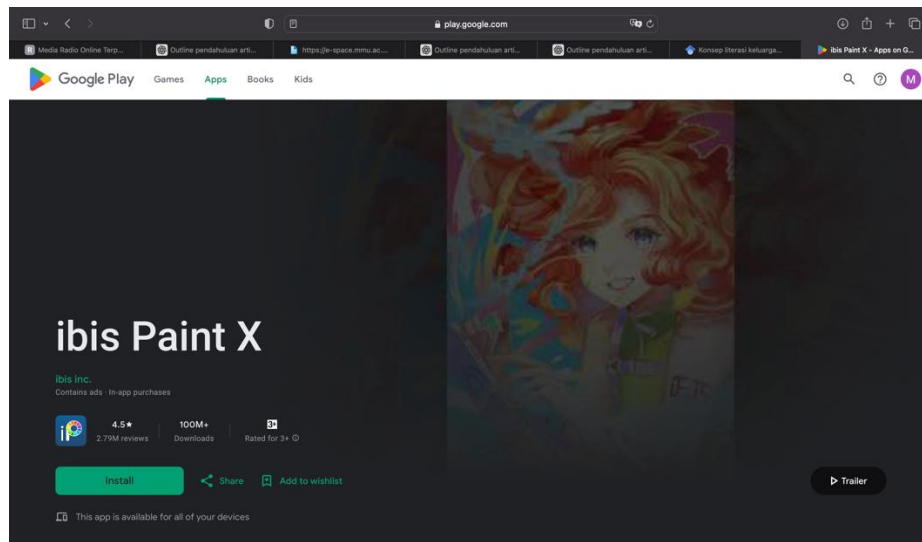 play.google.com
Media Radio Online Terp...
Outline pendahuluan arti...
https://e-space.mmu.ac....
Outline pendahuluan arti...
Outline pendahuluan arti...
Konsep literasi keluarga...
ibis Paint X - Apps on G...
Google Play Games Apps Books Kids
M
ibis Paint X
ibis inc.
Contains ads · In-app purchases
iP
4.5★ 100M+ 3+
2.79M reviews Downloads Rated for 3+
Install Share Add to wishlist Trailer
This app is available for all of your devices